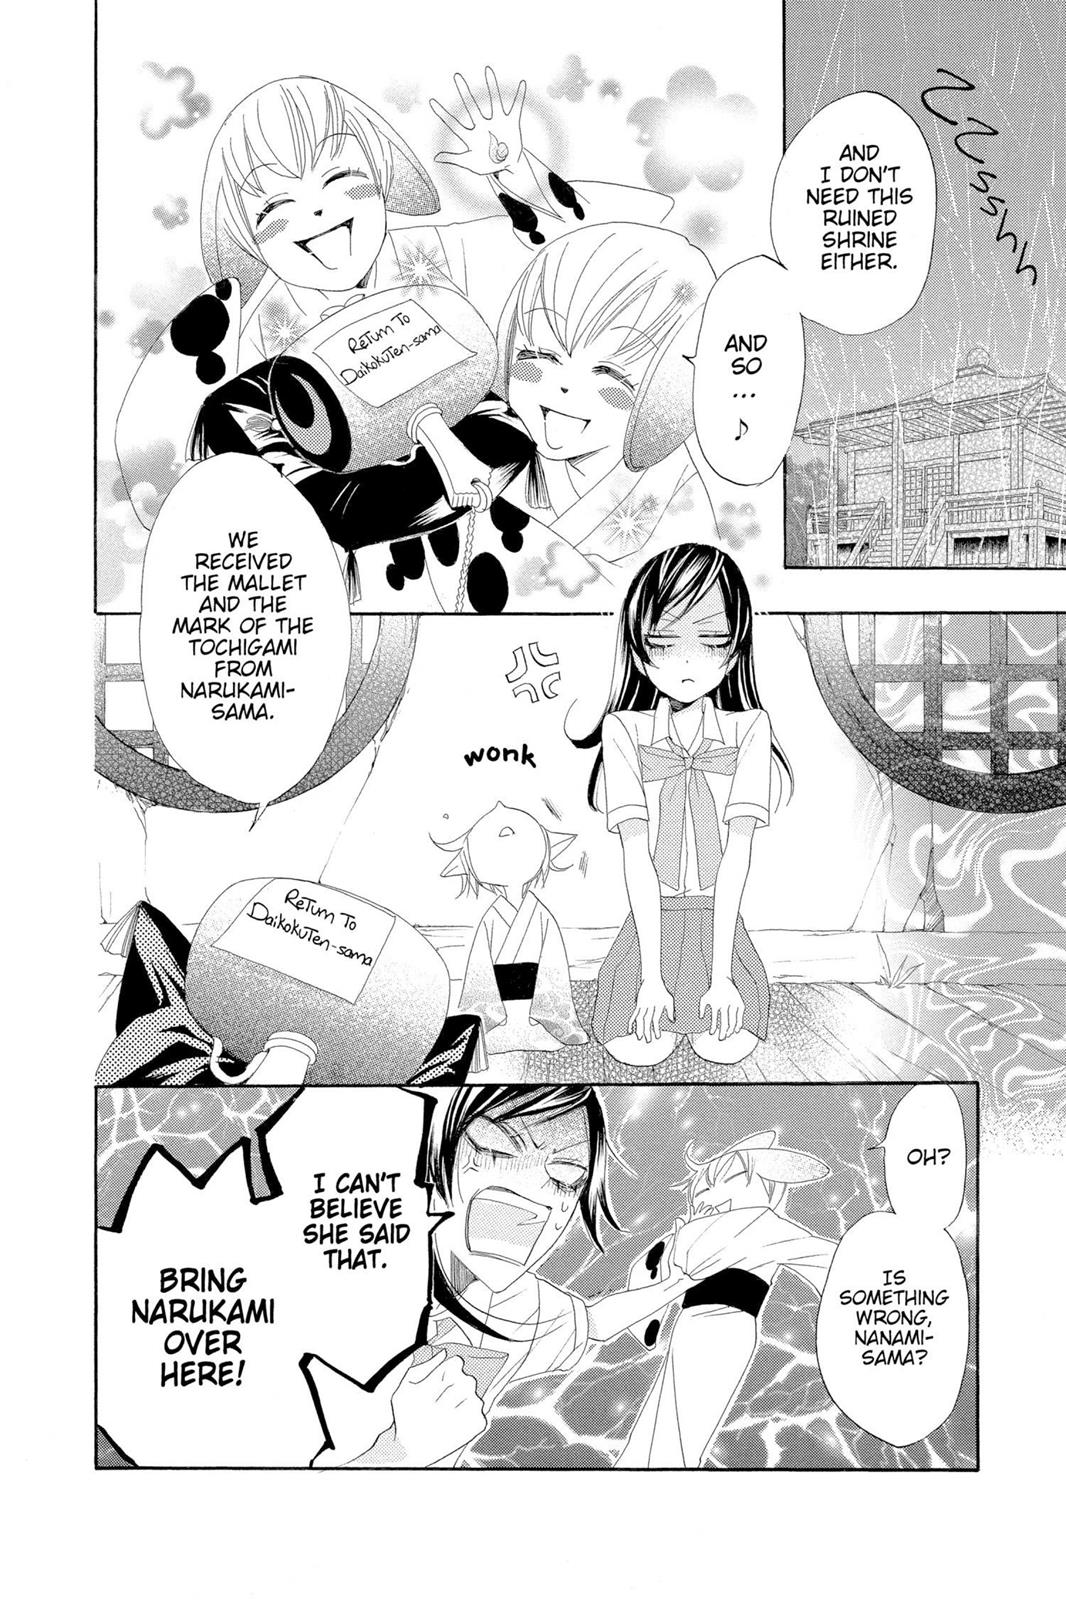 AND
I DON'T
NEED THIS
RUINED
SHRINE
EITHER.
AND
SO
...
♪
Return To
Daikokuten-sama
WE
RECEIVED
THE MALLET
AND THE
MARK OF THE
TOCHIGAMI
FROM
NARUKAMI-
SAMA.
wonk
Return To
Daikokuten-sama
OH?
IS
SOMETHING
WRONG,
NANAMI-
SAMA?
I CAN'T
BELIEVE
SHE SAID
THAT.
BRING
NARUKAMI
OVER
HERE!